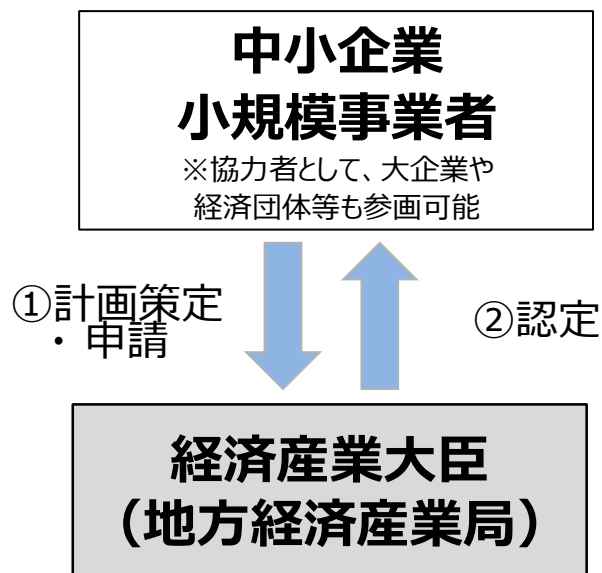 中小企業
小規模事業者
※協力者として、大企業や
経済団体等も参画可能
①計画策定
・申請
②認定
経済産業大臣
（地方経済産業局）